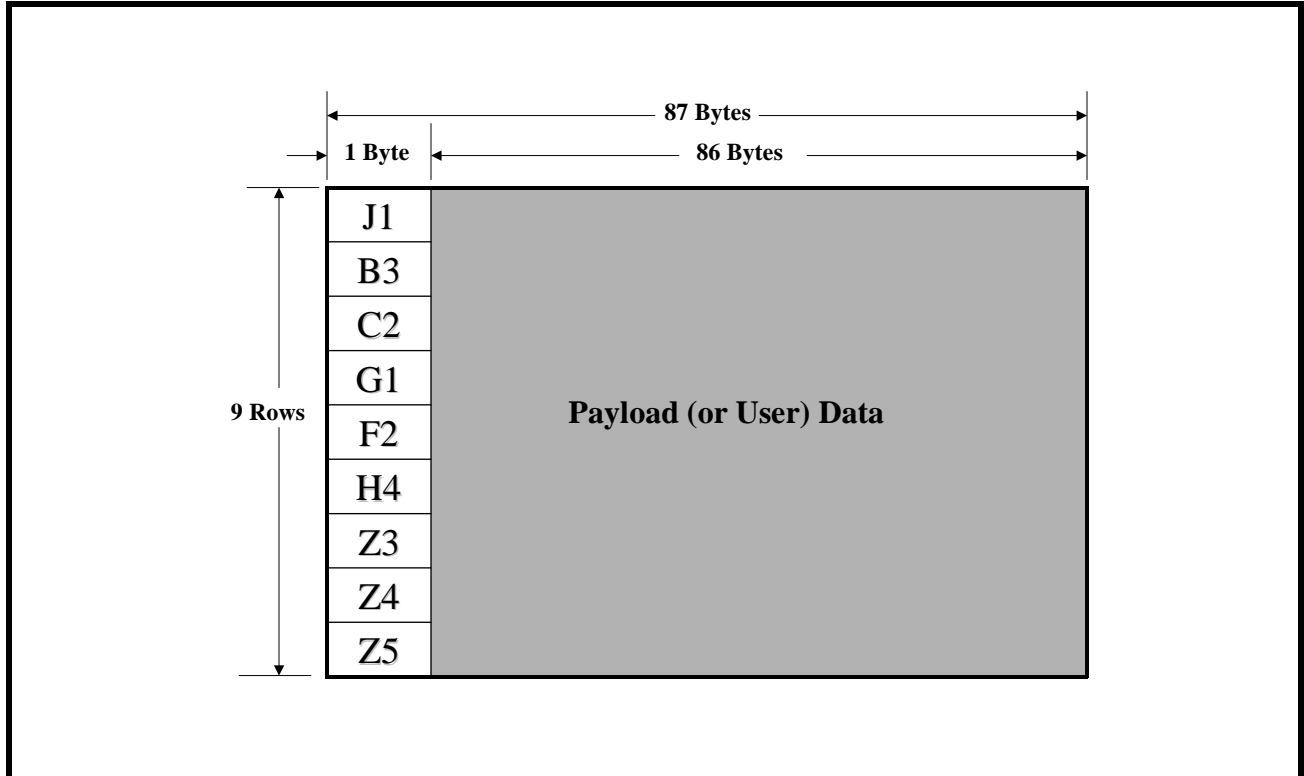 87 Bytes
1 Byte
86 Bytes
J1
B3
C2
G1
9 Rows
Payload (or User) Data
F2
H4
Z3
Z4
Z5